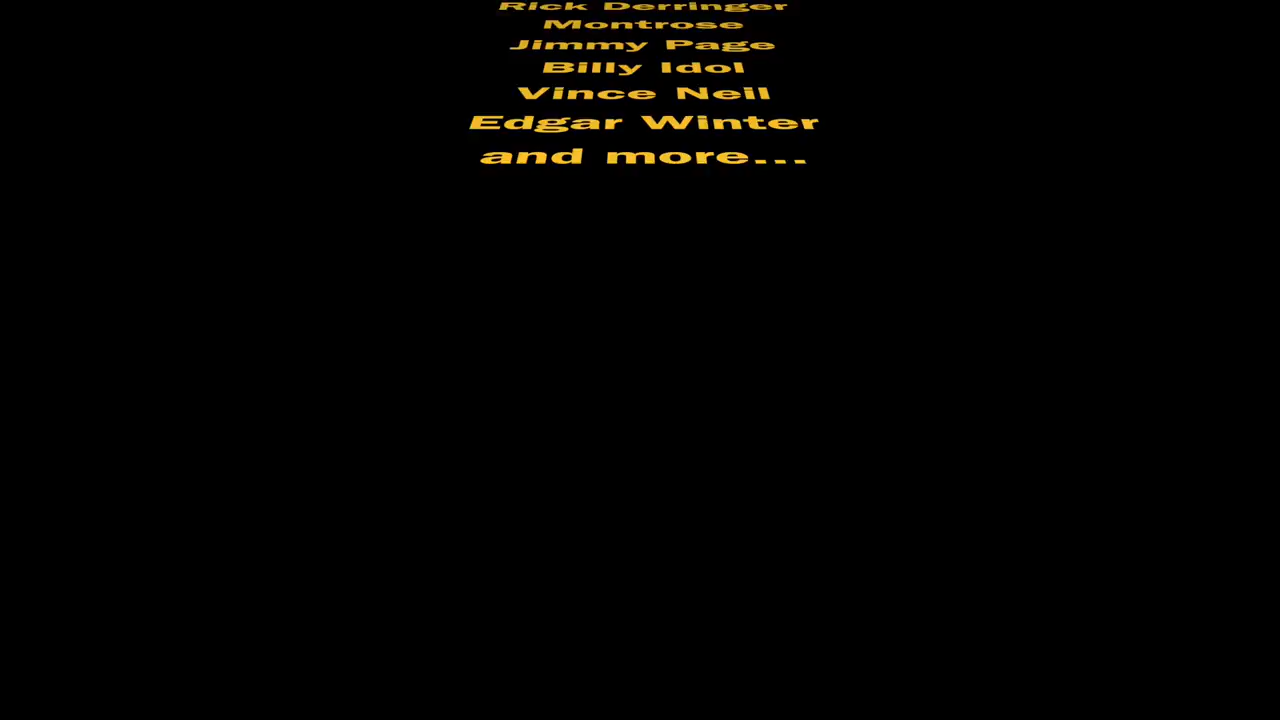 Rick Derringer
Montrose
Jimmy Page
Billy Idol
Vince Neil
Edgar Winter
and more...